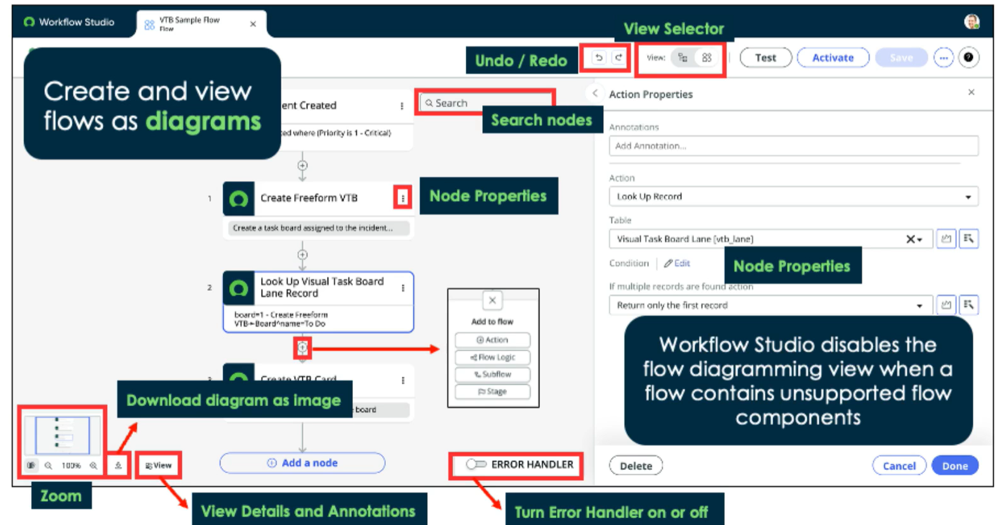 Workflow Studio
VTB Sample Flow
Flow
View Selector
Undo / Redo
View:
Test
Activate
Save
Create and view
flows as diagrams
ent Created
Search
Search nodes
ed where (Priority is 1 - Critical)
Action Properties
Annotations
Add Annotation...
1
Create Freeform VTB
Node Properties
Create a task board assigned to the incident...
Action
Look Up Record
Table
Visual Task Board Lane [vtb_lane]
Condition
Edit
Node Properties
If multiple records are found action
Return only the first record
2
Look Up Visual Task Board
Lane Record
board=1 - Create Freeform
VTB➛Board^name=To Do
Add to flow
Action
Flow Logic
Subflow
Stage
Workflow Studio disables the
flow diagramming view when a
flow contains unsupported flow
components
3
Create VTB Card
Download diagram as image
board
100%
View
Add a node
ERROR HANDLER
Delete
Cancel
Done
Zoom
View Details and Annotations
Turn Error Handler on or off